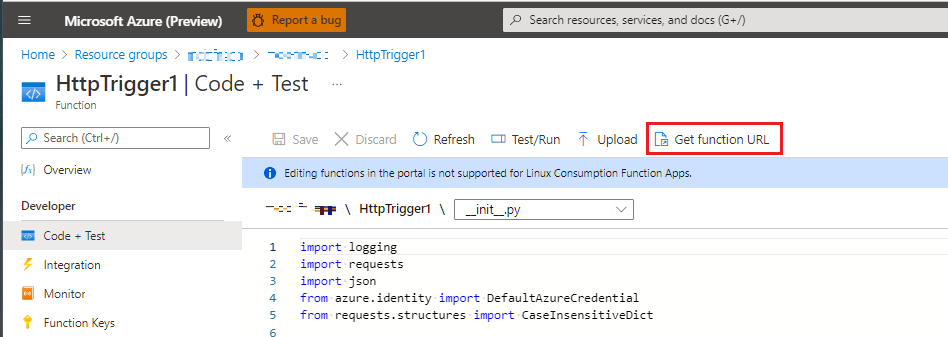 Microsoft Azure (Preview) Report a bug Search resources, services, and docs (G+/)
Home > Resource groups > > > HttpTrigger1
HttpTrigger1 | Code + Test ...
Function
Search (Ctrl+/) «
Save Discard Refresh Test/Run Upload Get function URL
Overview
Editing functions in the portal is not supported for Linux Consumption Function Apps.
Developer
\ HttpTrigger1 \ __init__.py
Code + Test
Integration
Monitor
Function Keys
1 import logging
2 import requests
3 import json
4 from azure.identity import DefaultAzureCredential
5 from requests.structures import CaseInsensitiveDict
6